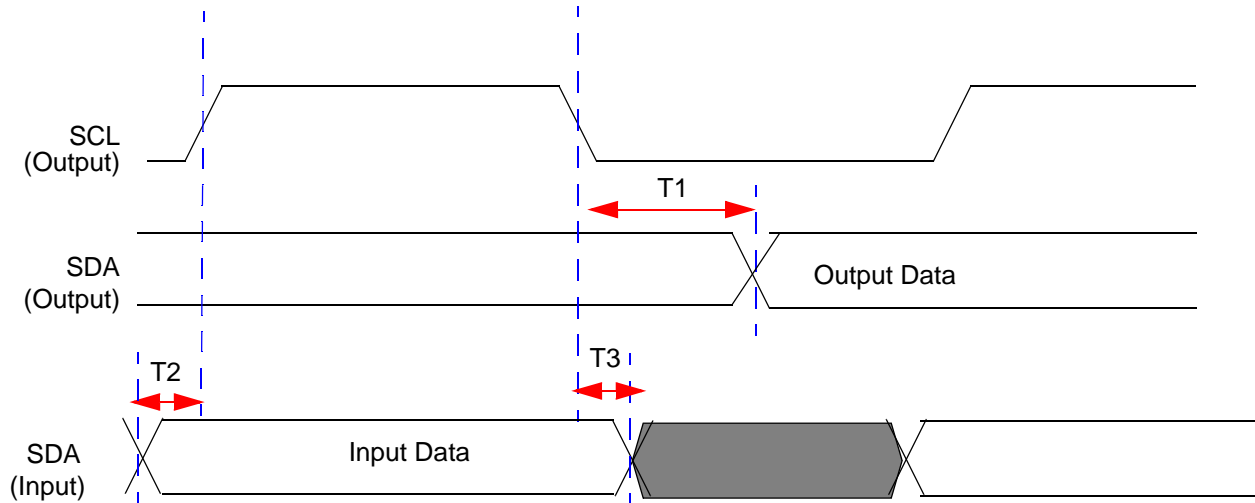 SCL
(Output)
T1
SDA
(Output)
Output Data
T2
T3
SDA
(Input)
Input Data